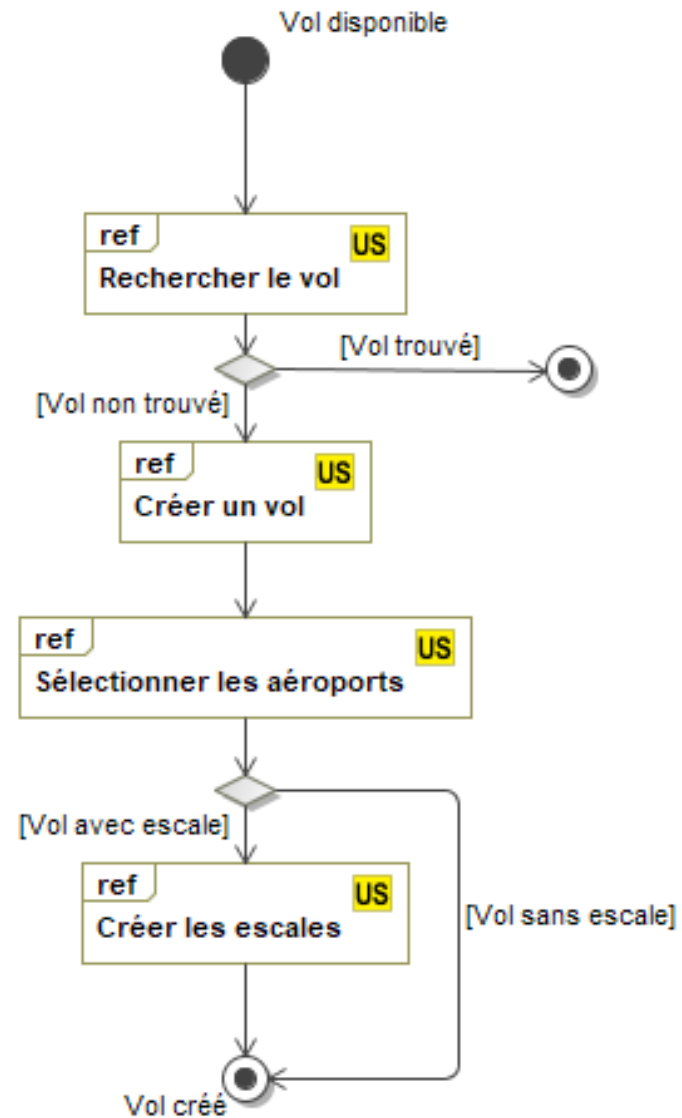 Vol disponible
ref
US
Rechercher le vol
[Vol trouvé]
[Vol non trouvé]
ref
US
Créer un vol
ref
US
Sélectionner les aéroports
[Vol avec escale]
ref
US
Créer les escales
[Vol sans escale]
Vol créé